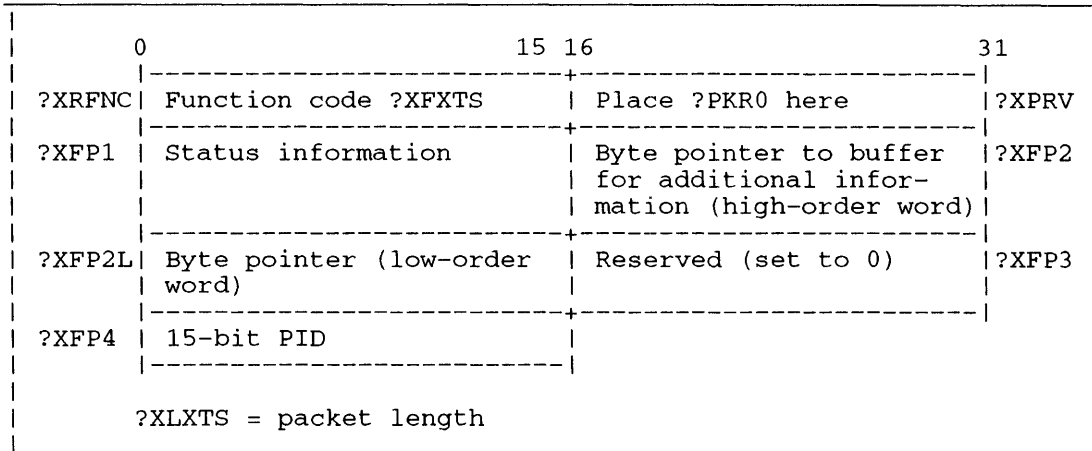 0 15 16 31
?XRFNC Function code ?XFXTS Place ?PKR0 here ?XPRV
?XFP1 Status information Byte pointer to buffer ?XFP2
for additional infor-
mation (high-order word)
?XFP2L Byte pointer (low-order Reserved (set to 0) ?XFP3
word)
?XFP4 15-bit PID
?XLXTS = packet length